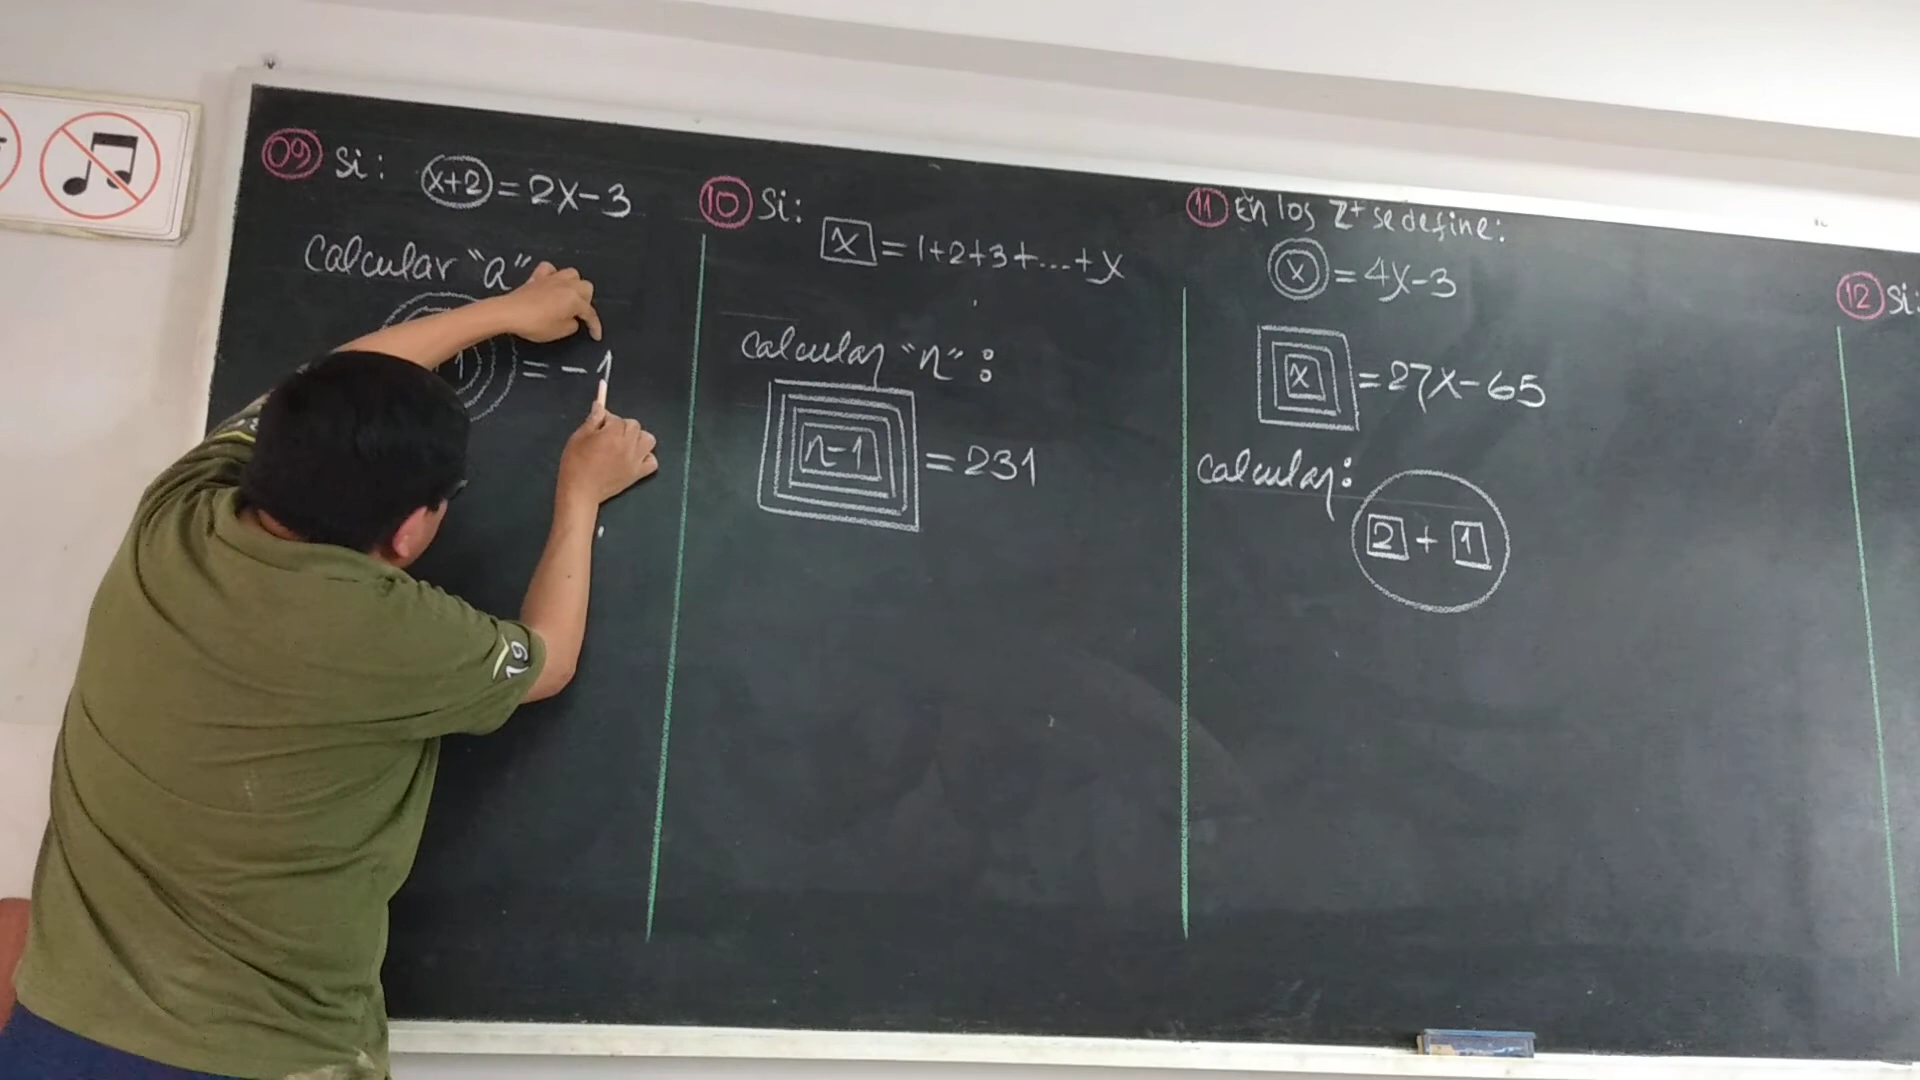 09 Si: x+2 = 2x-3
calcular "a"
1 = -1
10 Si:
x = 1+2+3+...+x
calcular "n":
n-1 = 231
11 En los Z+ se define:
x = 4x-3
x = 27x-65
calcular:
2 + 1
12 Si: